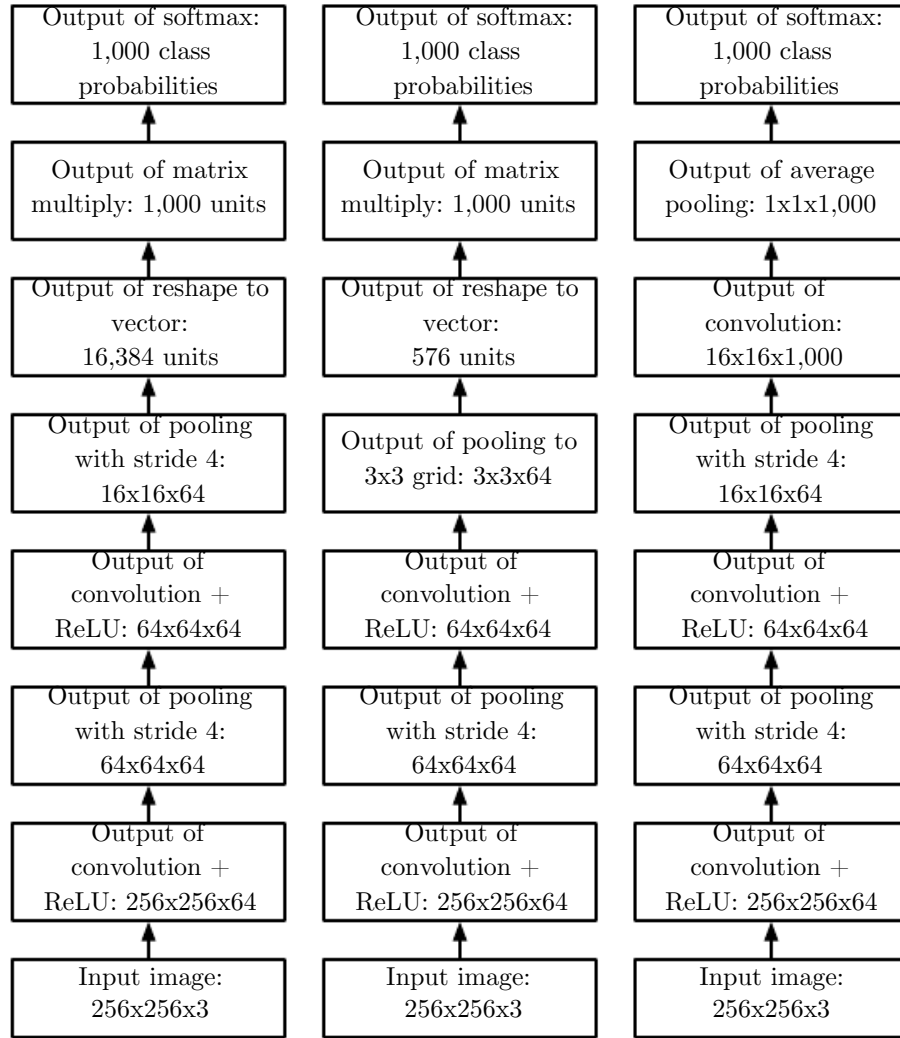 Output of softmax:
1,000 class
probabilities
Output of matrix
multiply: 1,000 units
Output of reshape to
vector:
16,384 units
Output of pooling
with stride 4:
16x16x64
Output of
convolution +
ReLU: 64x64x64
Output of pooling
with stride 4:
64x64x64
Output of
convolution +
ReLU: 256x256x64
Input image:
256x256x3
Output of softmax:
1,000 class
probabilities
Output of matrix
multiply: 1,000 units
Output of reshape to
vector:
576 units
Output of pooling to
3x3 grid: 3x3x64
Output of
convolution +
ReLU: 64x64x64
Output of pooling
with stride 4:
64x64x64
Output of
convolution +
ReLU: 256x256x64
Input image:
256x256x3
Output of softmax:
1,000 class
probabilities
Output of average
pooling: 1x1x1,000
Output of
convolution:
16x16x1,000
Output of pooling
with stride 4:
16x16x64
Output of
convolution +
ReLU: 64x64x64
Output of pooling
with stride 4:
64x64x64
Output of
convolution +
ReLU: 256x256x64
Input image:
256x256x3